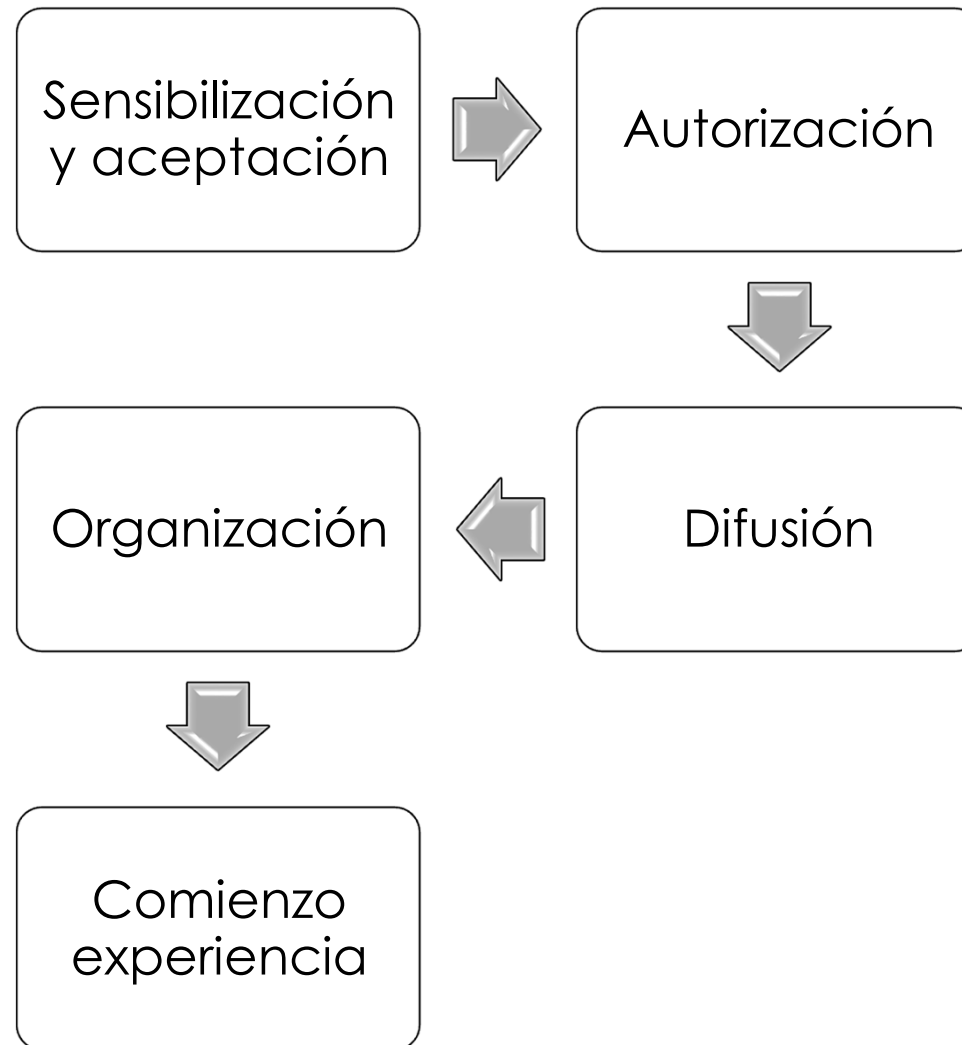 Sensibilización
y aceptación
Autorización
Difusión
Organización
Comienzo
experiencia